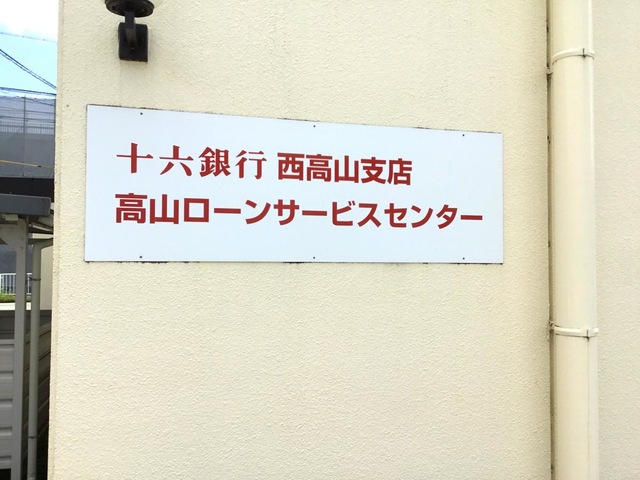 十六銀行 西高山支店
高山ローンサービスセンター